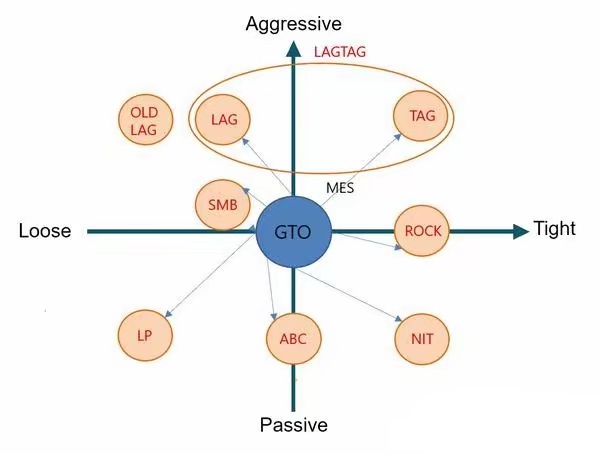 Aggressive
LAGTAG
OLD
LAG
LAG
TAG
MES
SMB
Loose
GTO
ROCK
Tight
LP
ABC
NIT
Passive